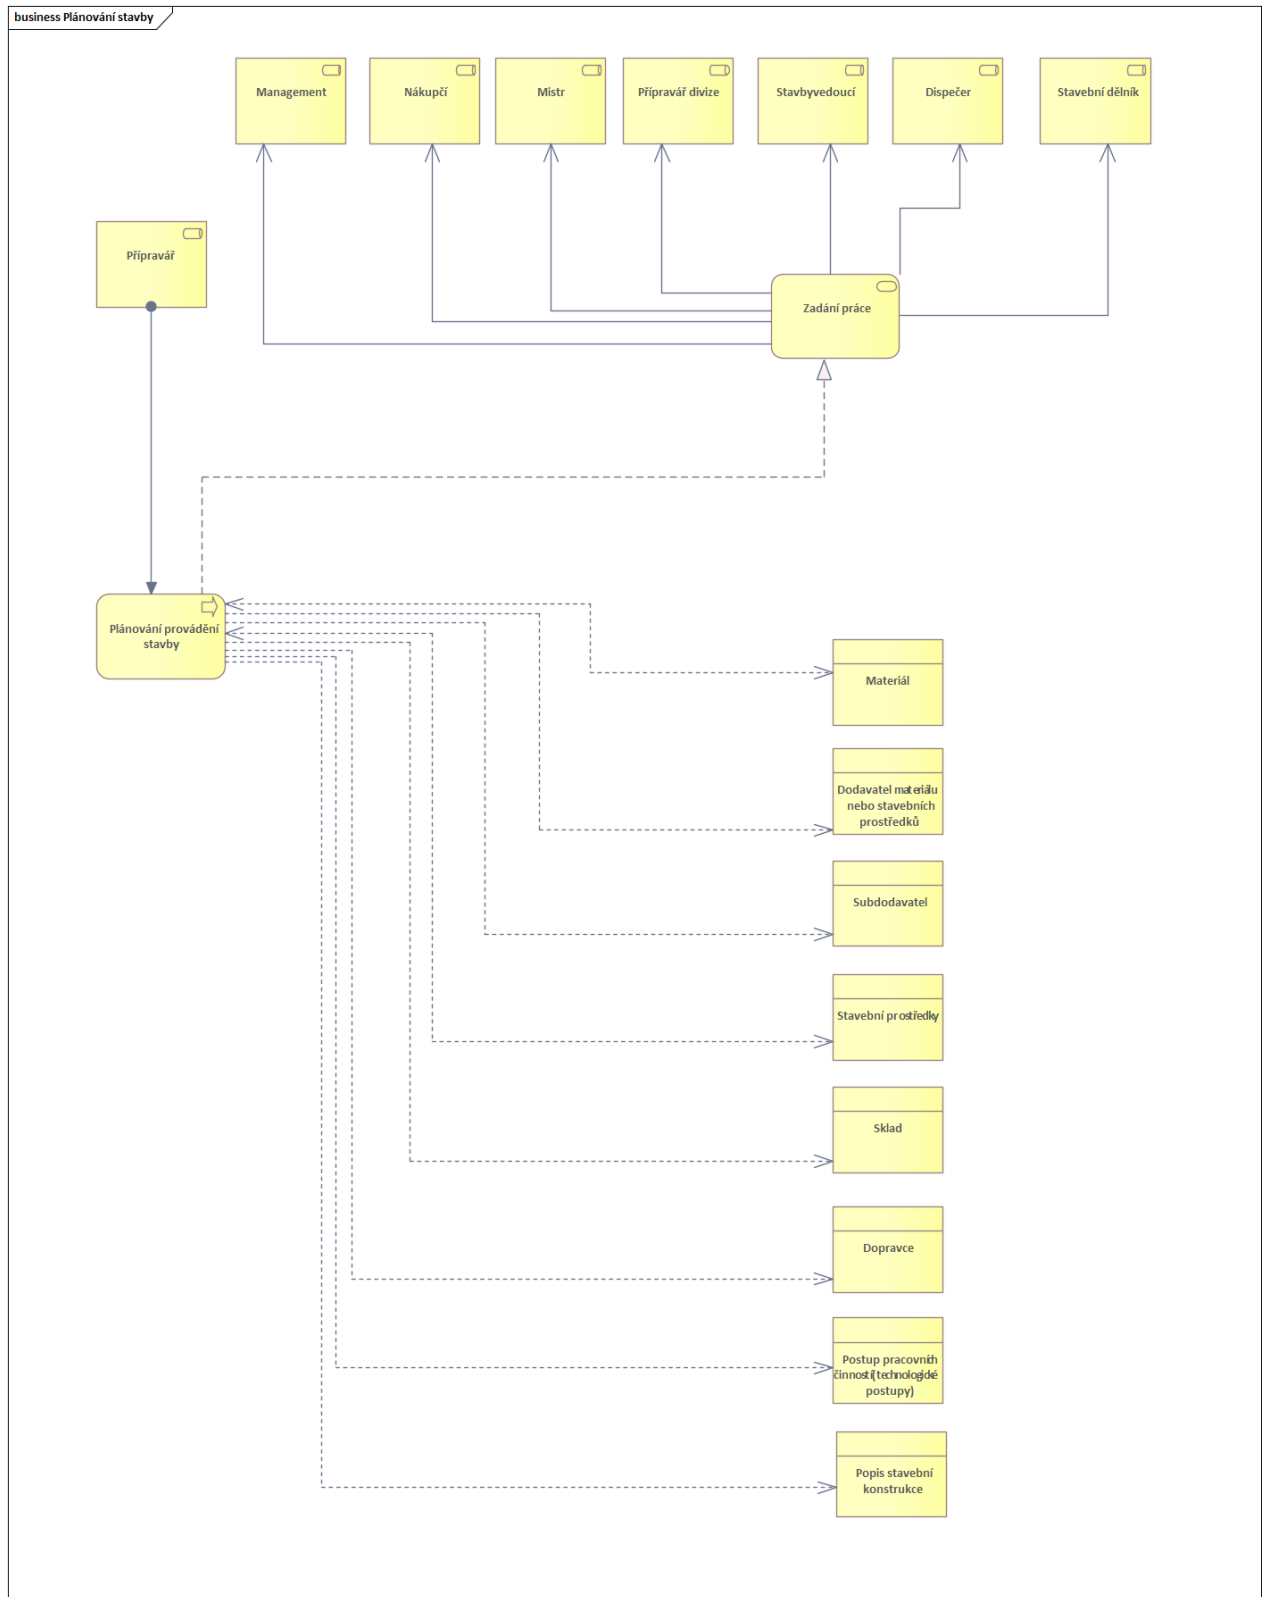 business Plánování stavby
Management
Nákupčí
Mistr
Přípravář divize
Stavbyvedoucí
Dispečer
Stavební dělník
Přípravář
Zadání práce
Plánování provádění
stavby
Materiál
Dodavatel materiálu
nebo stavebních
prostředků
Subdodavatel
Stavební prostředky
Sklad
Dopravce
Postup pracovních
činností (technologické
postupy)
Popis stavební
konstrukce